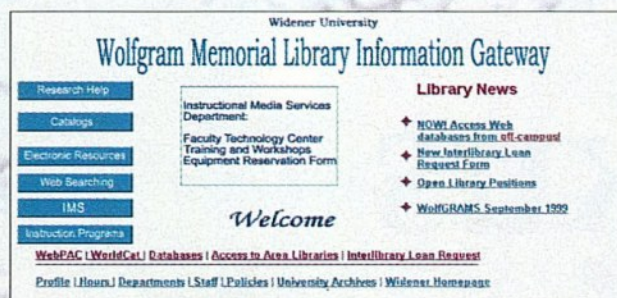 Widener University
Wolfgram Memorial Library Information Gateway
Research Help
Catalogs
Electronic Resources
Web Searching
IMS
Instruction Programs
Instructional Media Services
Department:
Faculty Technology Center
Training and Workshops
Equipment Reservation Form
Welcome
Library News
NOW! Access Web
databases from off-campus!
New Interlibrary Loan
Request Form
Open Library Positions
WolfGRAMS September 1999
WebPAC | WorldCat | Databases | Access to Area Libraries | Interlibrary Loan Request
Profile | Hours | Departments | Staff | Policies | University Archives | Widener Homepage